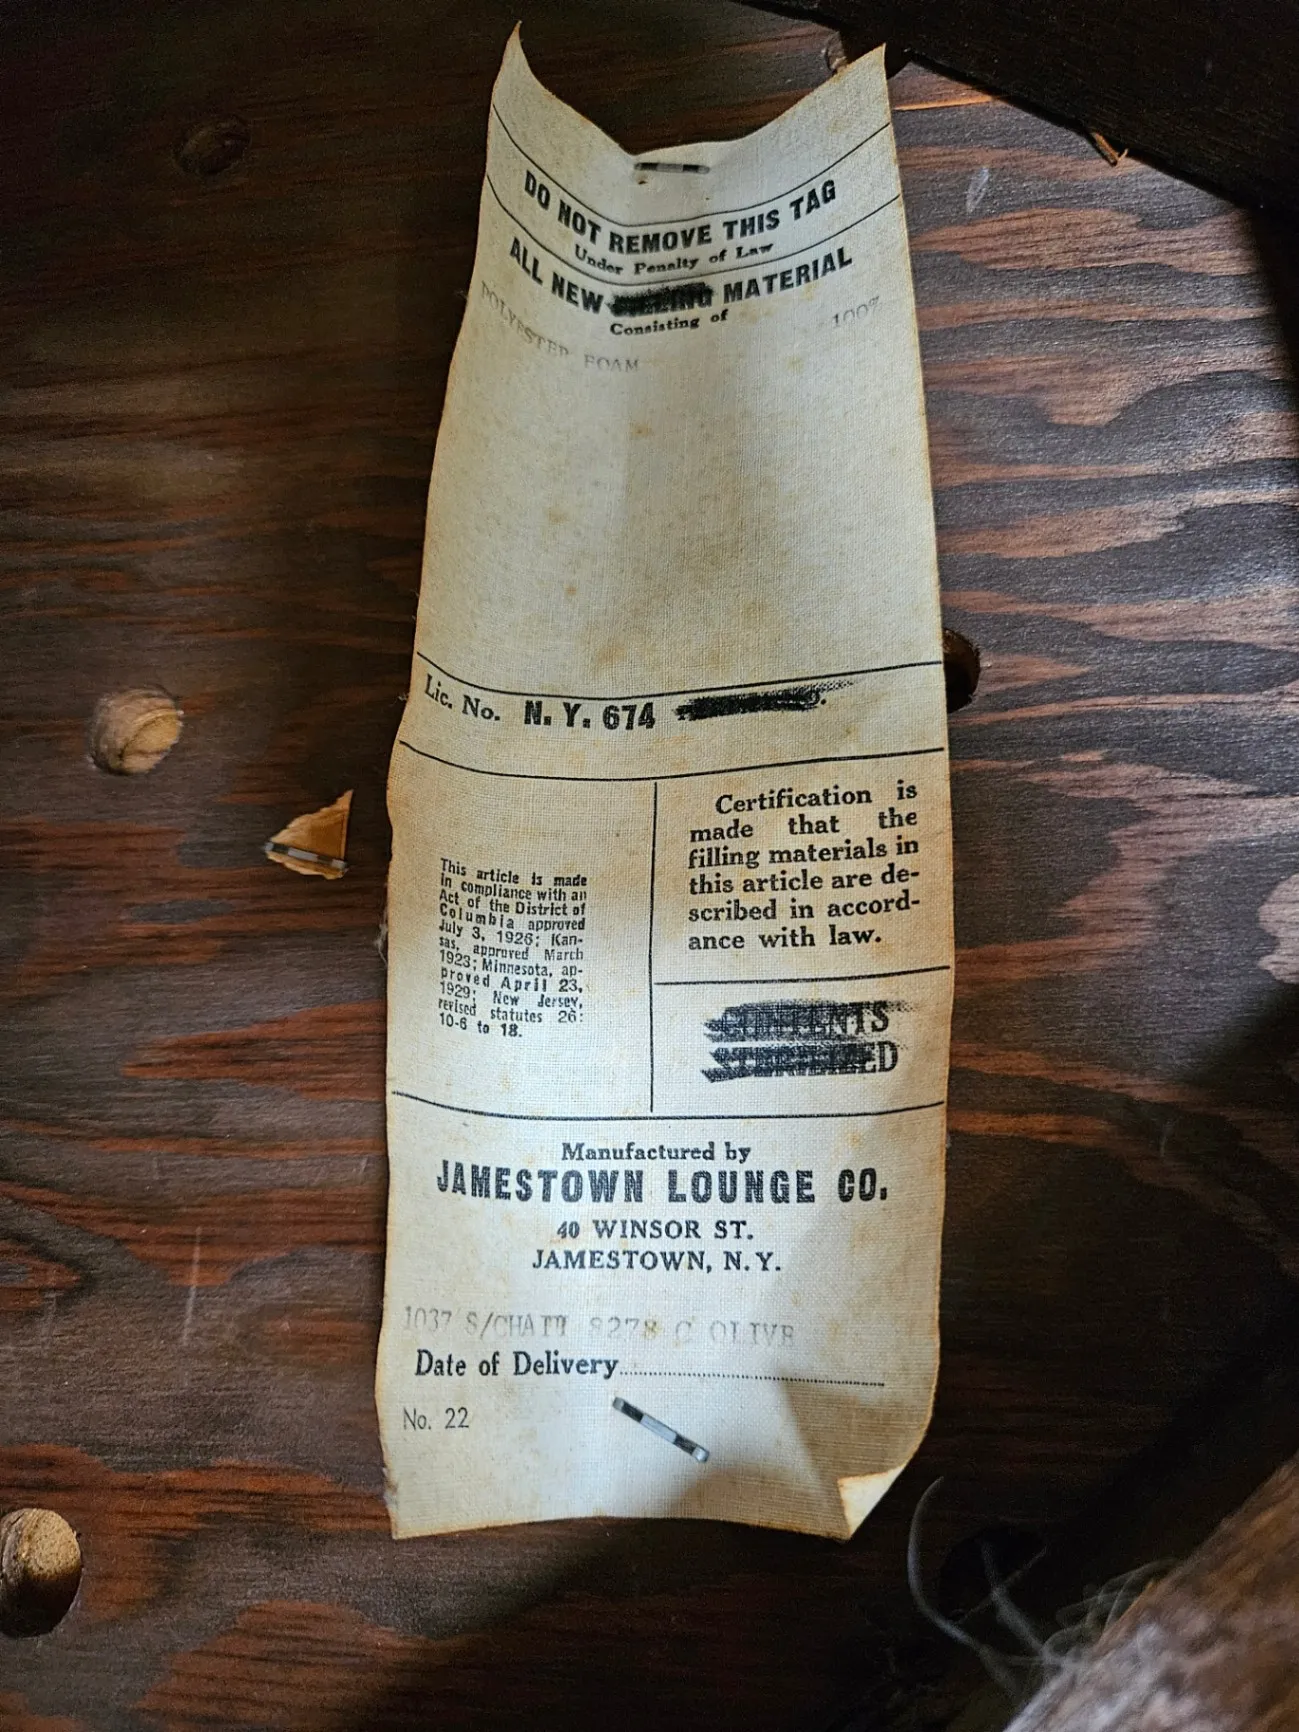 DO NOT REMOVE THIS TAG
Under Penalty of Law
ALL NEW MATERIAL
Consisting of
POLYESTER FOAM 100%
Lic. No. N. Y. 674
This article is made
in compliance with an
Act of the District of
Columbia approved
July 3, 1926; Kan-
sas, approved March
1923; Minnesota, ap-
proved April 23,
1929; New Jersey,
revised statutes 26:
10-6 to 18.
Certification is
made that the
filling materials in
this article are de-
scribed in accord-
ance with law.
CONTENTS
STERILIZED
Manufactured by
JAMESTOWN LOUNGE CO.
40 WINSOR ST.
JAMESTOWN, N.Y.
1037 S/CHAIR 8278 C OLIVE
Date of Delivery
No. 22